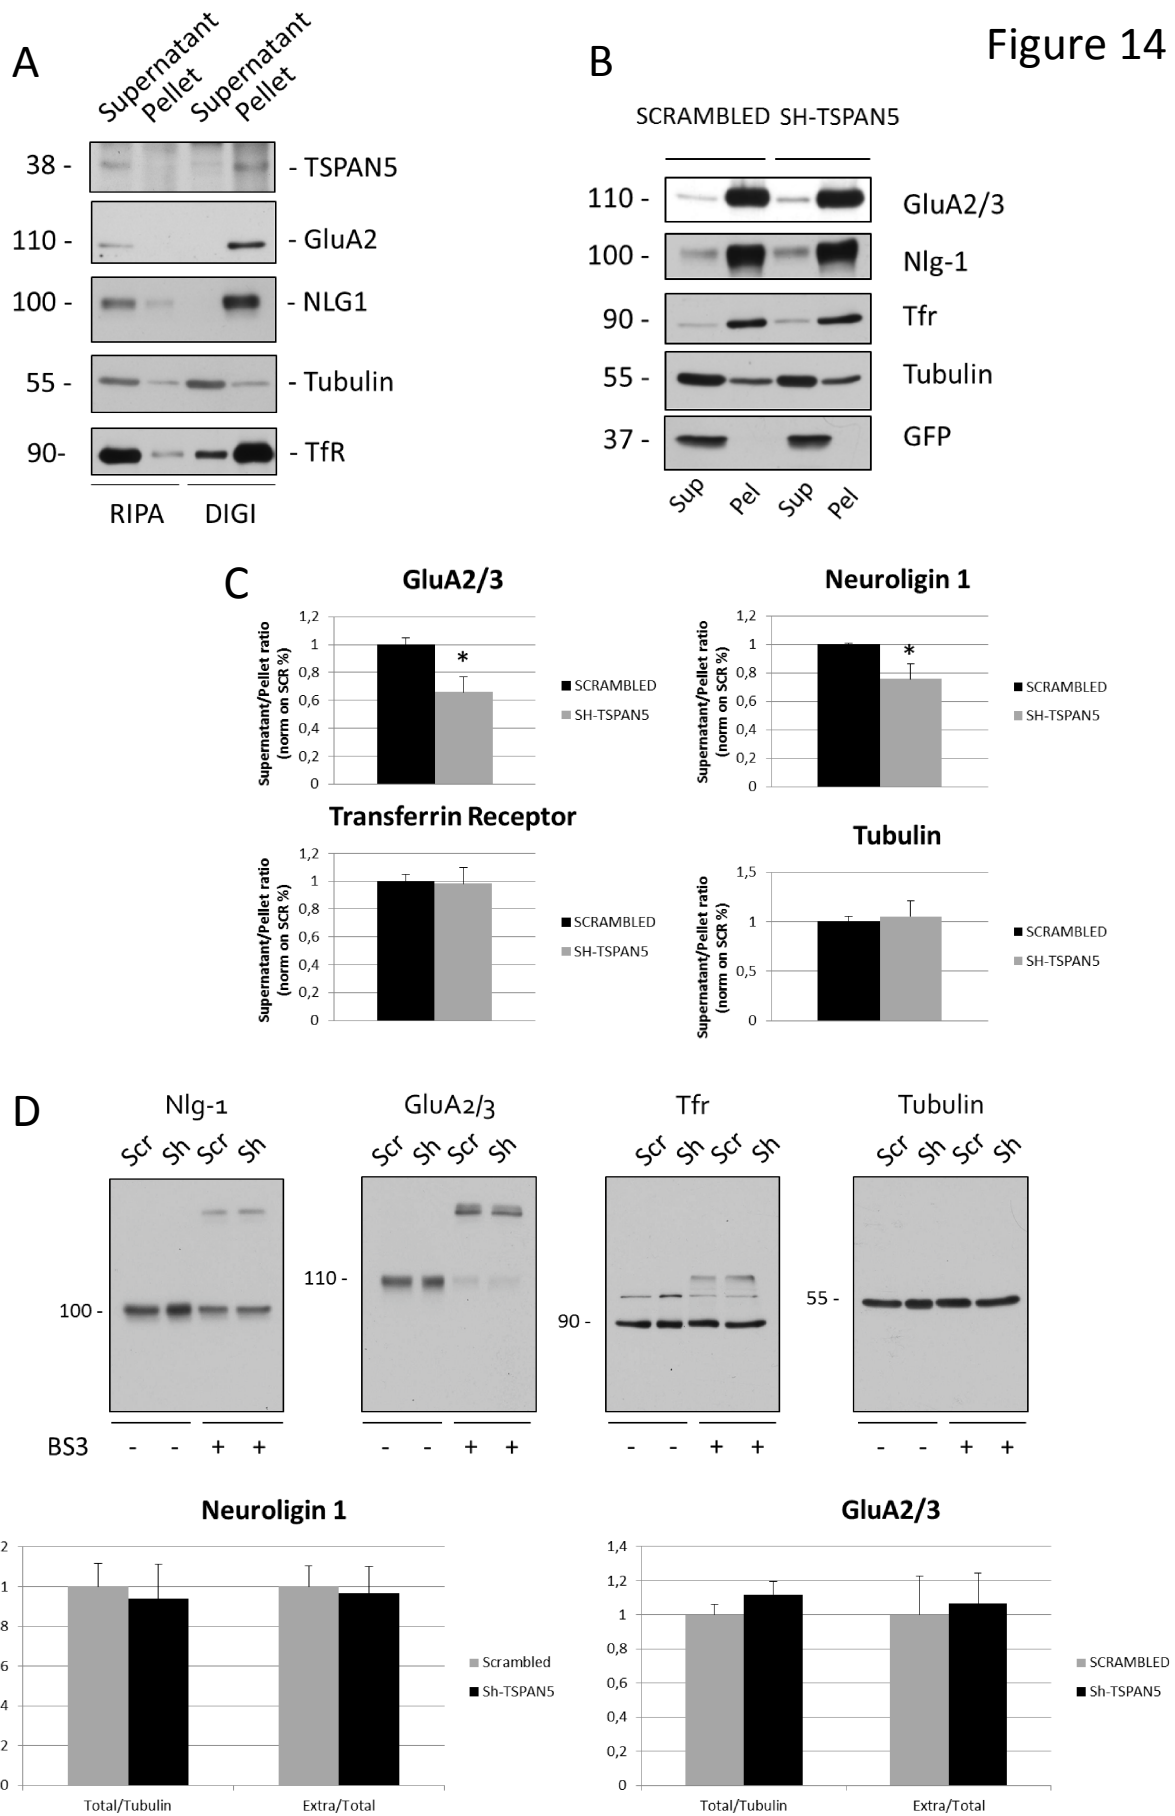 Figure 14
A
Supernatant
Pellet
Supernatant
Pellet
38 - - TSPAN5
110 - - GluA2
100 - - NLG1
55 - - Tubulin
90- - TfR
RIPA DIGI
B
SCRAMBLED SH-TSPAN5
110 - GluA2/3
100 - Nlg-1
90 - Tfr
55 - Tubulin
37 - GFP
Sup Pel Sup Pel
C
GluA2/3
Supernatant/Pellet ratio
(norm on SCR %)
1,2
1
0,8
0,6
0,4
0,2
0
*
SCRAMBLED
SH-TSPAN5
Neuroligin 1
Supernatant/Pellet ratio
(norm on SCR %)
1,2
1
0,8
0,6
0,4
0,2
0
*
SCRAMBLED
SH-TSPAN5
Transferrin Receptor
Supernatant/Pellet ratio
(norm on SCR %)
1,2
1
0,8
0,6
0,4
0,2
0
SCRAMBLED
SH-TSPAN5
Tubulin
Supernatant/Pellet ratio
(norm on SCR %)
1,5
1
0,5
0
SCRAMBLED
SH-TSPAN5
D
Nlg-1
Scr Sh Scr Sh
100 -
GluA2/3
Scr Sh Scr Sh
110 -
Tfr
Scr Sh Scr Sh
90 -
Tubulin
Scr Sh Scr Sh
55 -
BS3 - - + + - - + + - - + + - - + +
Neuroligin 1
2
1
8
6
4
2
0
Total/Tubulin Extra/Total
Scrambled
Sh-TSPAN5
GluA2/3
1,4
1,2
1
0,8
0,6
0,4
0,2
0
Total/Tubulin Extra/Total
SCRAMBLED
Sh-TSPAN5